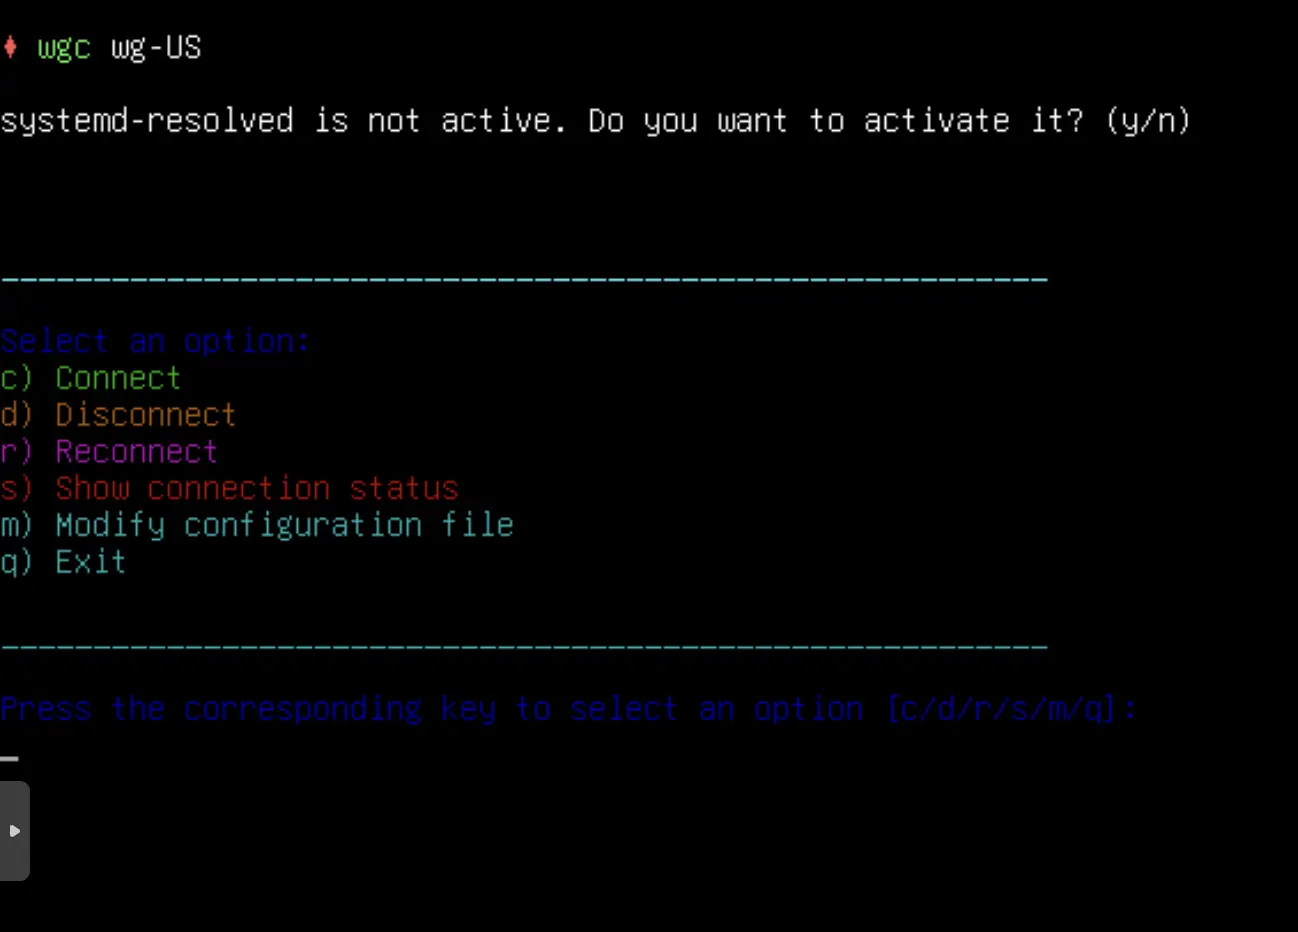 ♦ wgc wg-US
systemd-resolved is not active. Do you want to activate it? (y/n)
---------------------------------------------------------
Select an option:
c) Connect
d) Disconnect
r) Reconnect
s) Show connection status
m) Modify configuration file
q) Exit
---------------------------------------------------------
Press the corresponding key to select an option [c/d/r/s/m/q]: